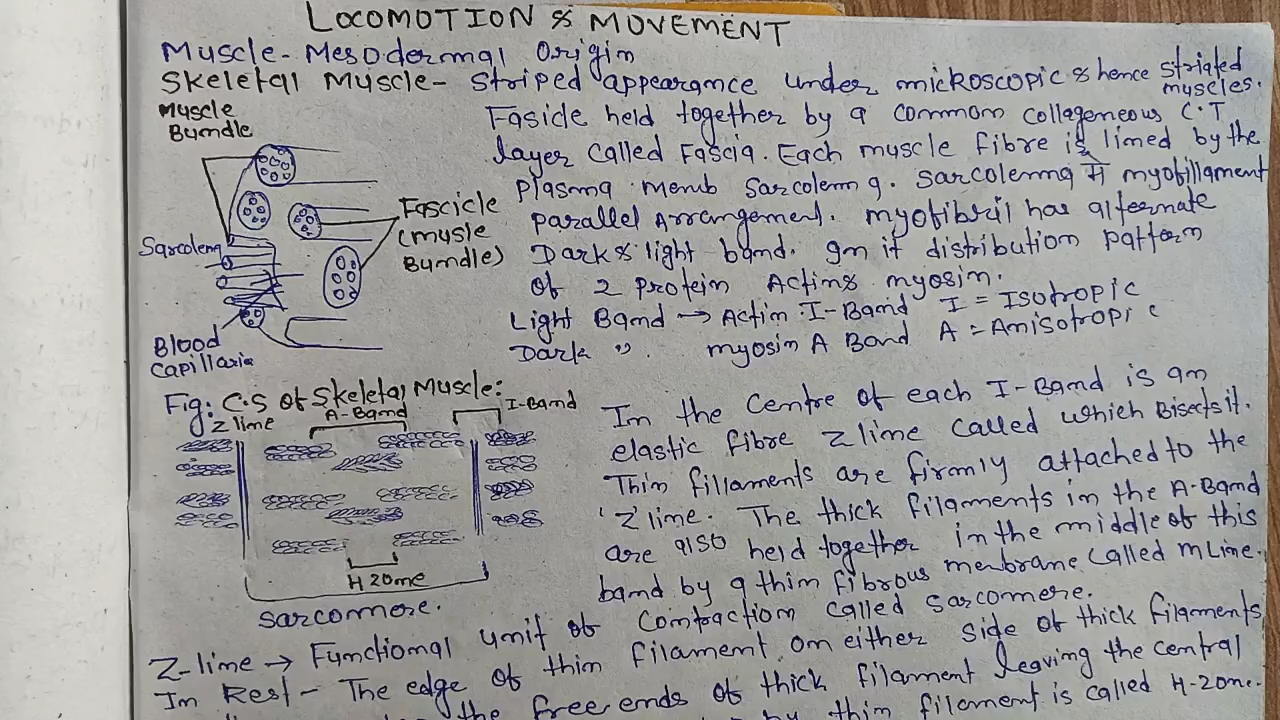 LOCOMOTION & MOVEMENT
Muscle - Mesodermal Origin
Skeletal Muscle - Striped appearance under microscopic & hence striated muscles.
Muscle Bundle
Faside held together by a common collageneous C.T
layer called Fascia. Each muscle fibre is lined by the
Plasma memb sarcolemma. sarcolemma में myofillament
Parallel Arrangement. myofibril has alternate
Dark & light band. In it distribution pattern
of 2 protein Actin & myosin.
Light Band → Actin I-Band I = Isotropic
Dark " myosin A Band A = Anisotropic
Fascicle
(musle
Bundle)
Sarcolema
Blood
Capillaries
Fig: C.S of Skeletal Muscle:
Z line
A-Band
I-Band
H zone
sarcomere.
In the centre of each I-Band is an
elastic fibre Z line called which Bisects it.
Thin fillaments are firmly attached to the
'Z' line. The thick filaments in the A-Band
are also held together in the middle of this
band by a thin fibrous menbrane called m Line.
Z-line → Functional unit of Contraction called sarcomere.
In Rest - The edge of thin filament on either side of thick filaments
the free ends of thick filament leaving the central
by thin filament is called H-zone.